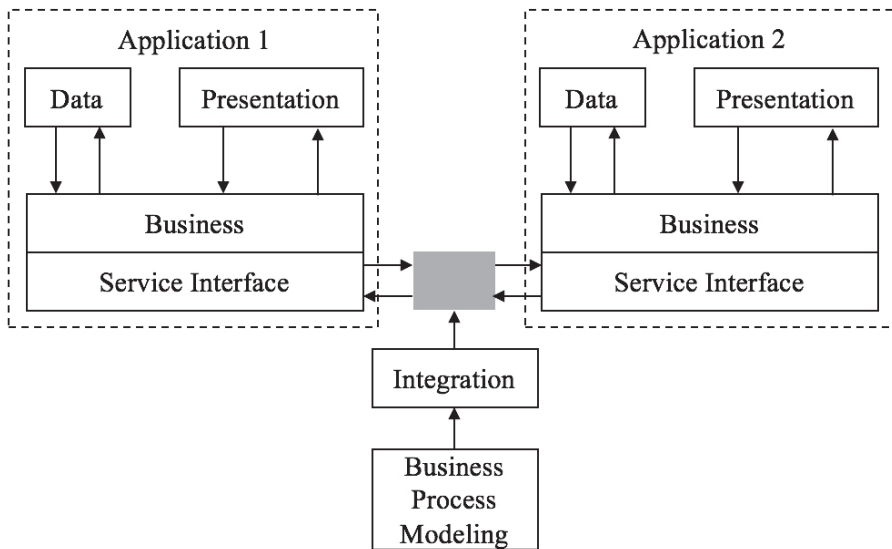 Application 1
Data
Presentation
Business
Service Interface
Application 2
Data
Presentation
Business
Service Interface
Integration
Business
Process
Modeling